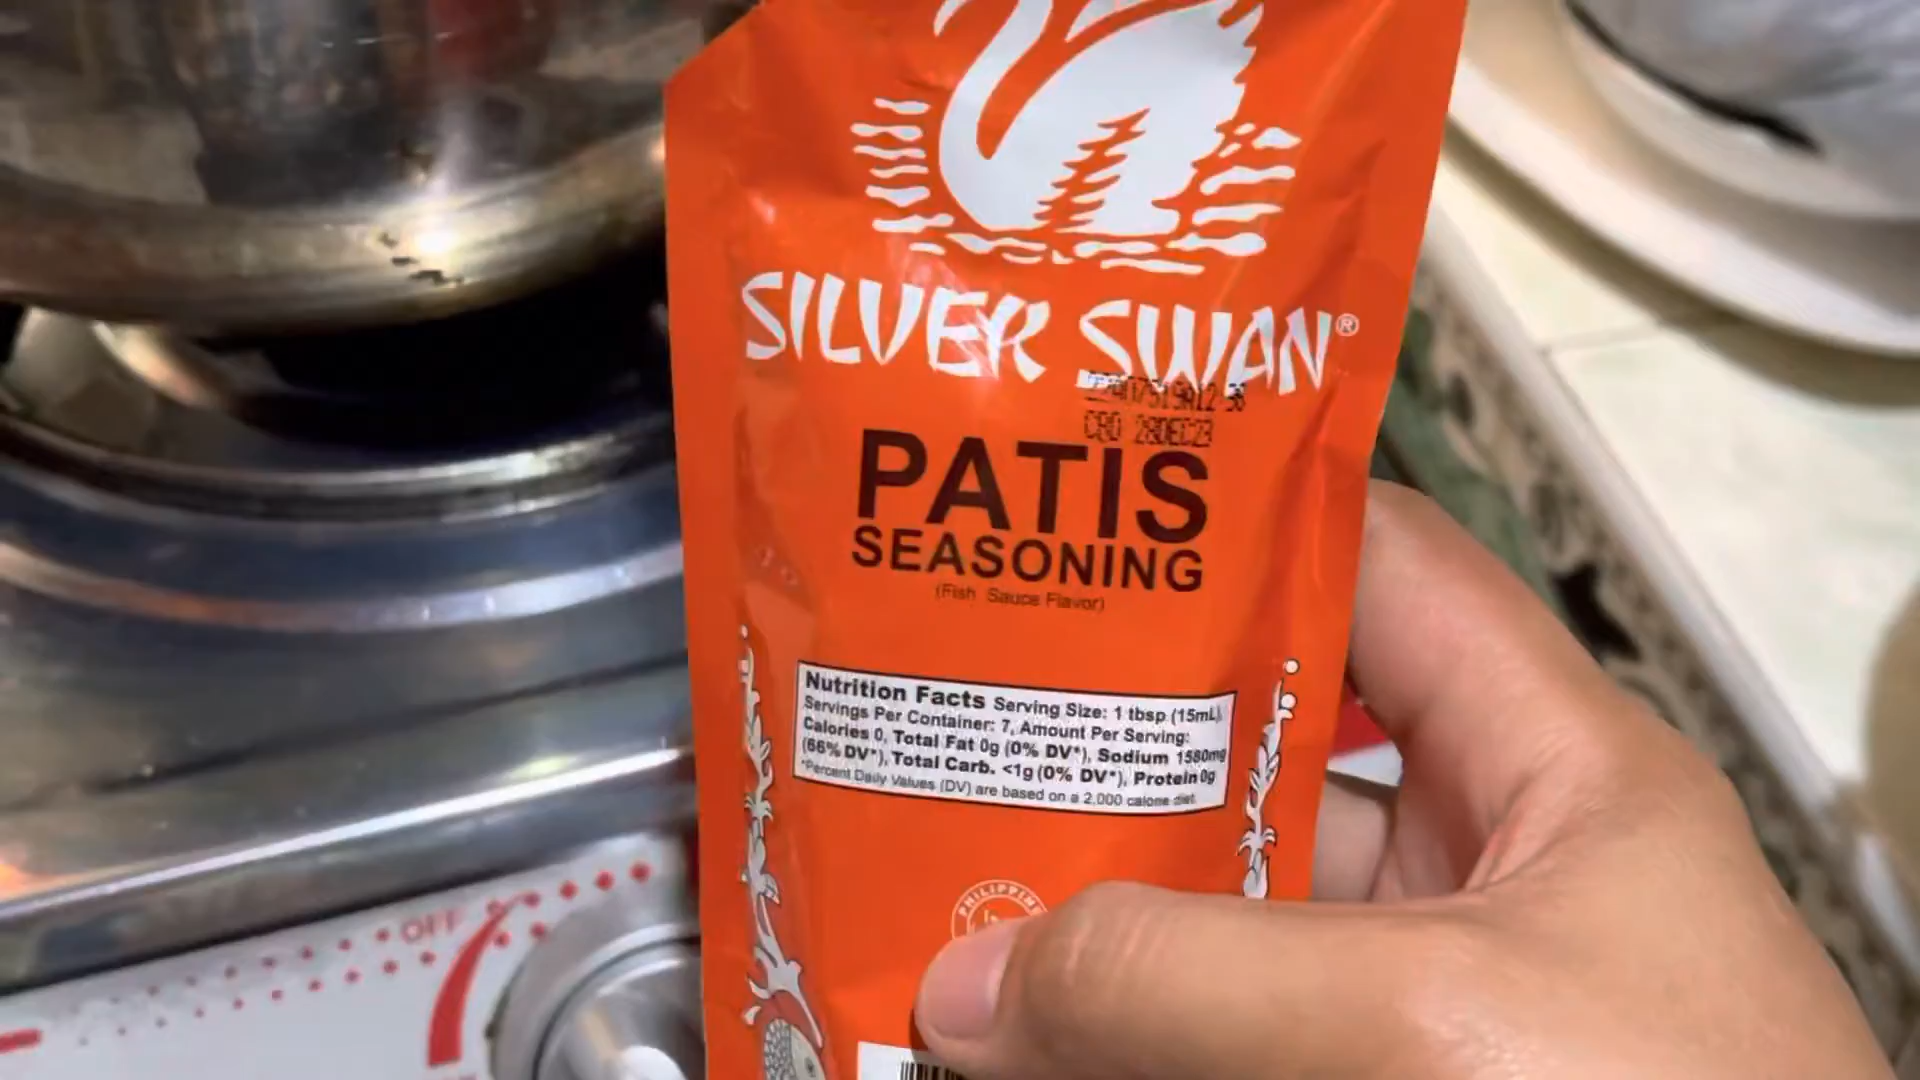 SILVER SWAN®
CBD 28DEC23
PATIS
SEASONING
(Fish Sauce Flavor)
Nutrition Facts Serving Size: 1 tbsp (15mL),
Servings Per Container: 7, Amount Per Serving:
Calories 0, Total Fat 0g (0% DV*), Sodium 1580mg
(66% DV*), Total Carb. <1g (0% DV*), Protein 0g
*Percent Daily Values (DV) are based on a 2,000 calorie diet.
OFF